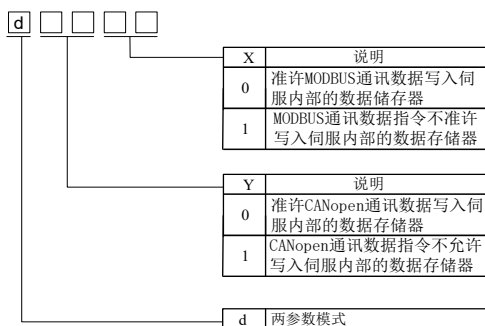 d
X 说明
0 准许MODBUS通讯数据写入伺
服内部的数据储存器
1 MODBUS通讯数据指令不准许
写入伺服内部的数据存储器
Y 说明
0 准许CANopen通讯数据写入伺
服内部的数据存储器
1 CANopen通讯数据指令不允许
写入伺服内部的数据存储器
d 两参数模式